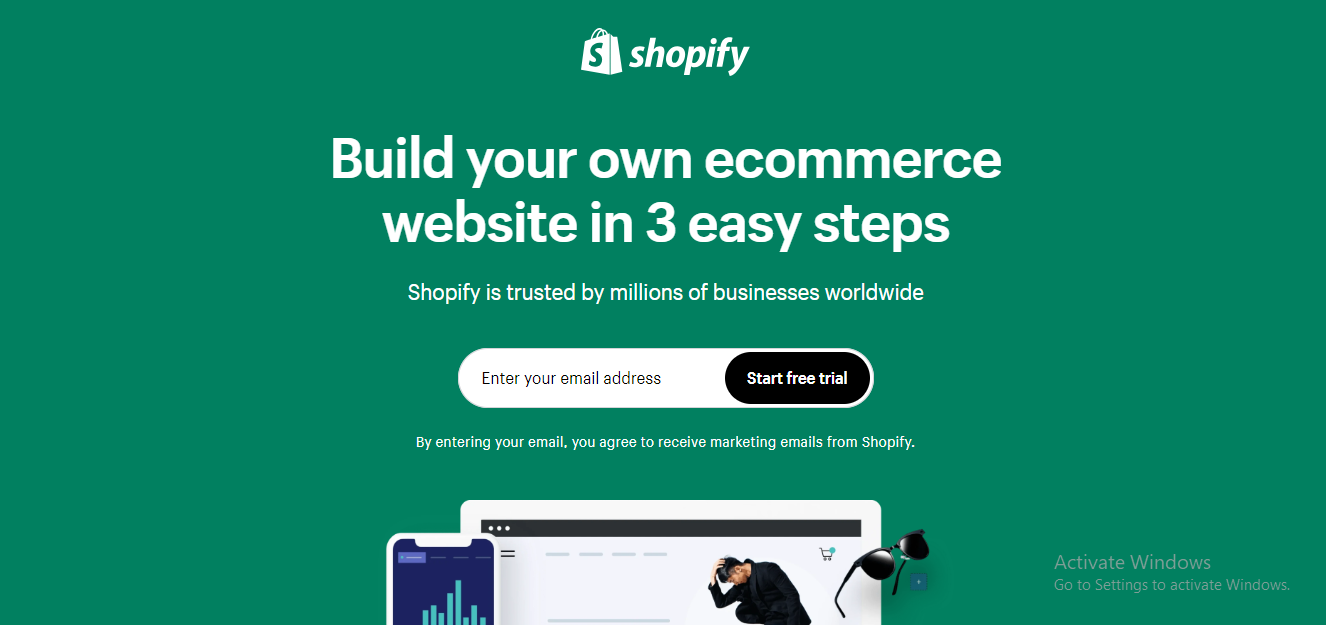 shopify
Build your own ecommerce
website in 3 easy steps
Shopify is trusted by millions of businesses worldwide
Enter your email address
Start free trial
By entering your email, you agree to receive marketing emails from Shopify.
Activate Windows
Go to Settings to activate Windows.